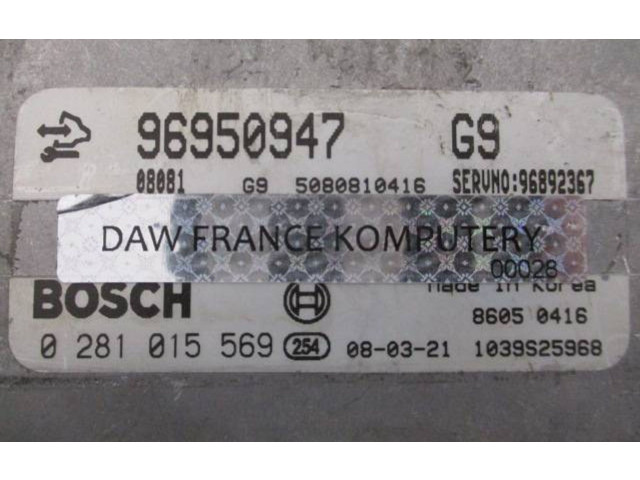 96950947 G9
08081 G9 5080810416 SERVNO:96892367
DAW FRANCE KOMPUTERY
00028
BOSCH Made in Korea
8605 0416
0 281 015 569 254 08-03-21 1039S25968